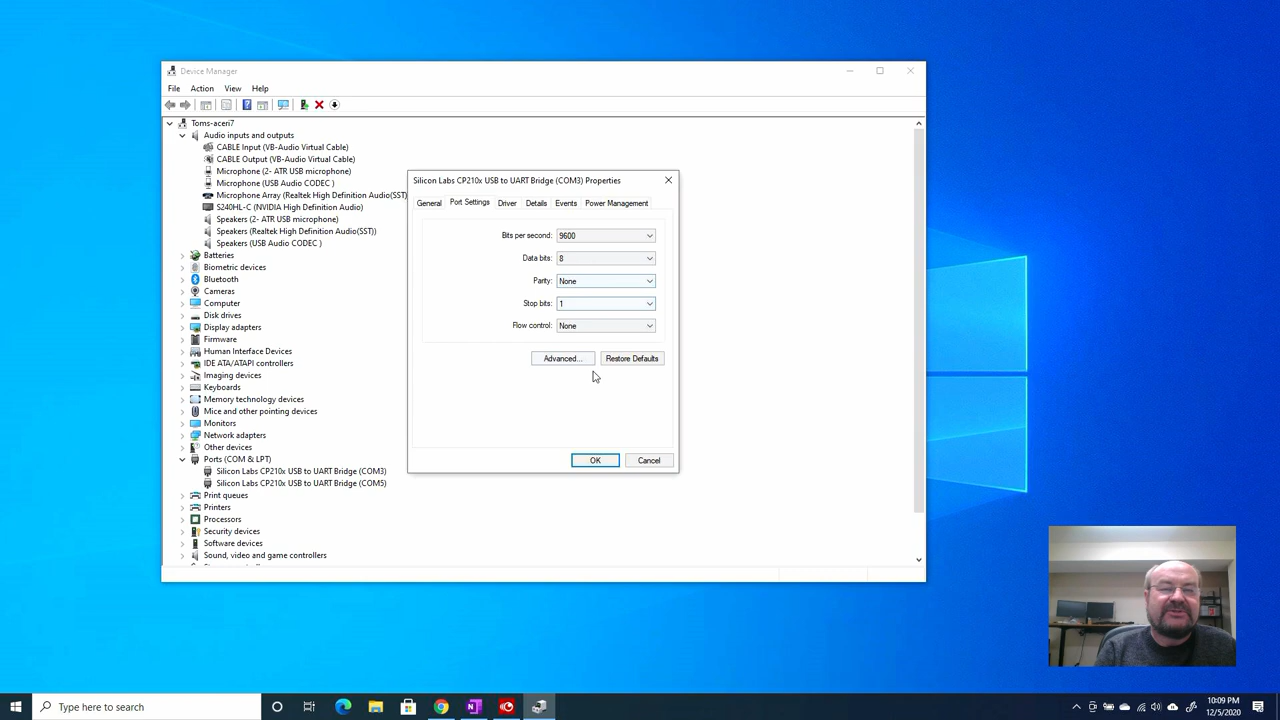 Device Manager
File Action View Help
Toms-aceri7
Audio inputs and outputs
CABLE Input (VB-Audio Virtual Cable)
CABLE Output (VB-Audio Virtual Cable)
Microphone (2- ATR USB microphone)
Microphone (USB Audio CODEC )
Microphone Array (Realtek High Definition Audio(SST)
S240HL-C (NVIDIA High Definition Audio)
Speakers (2- ATR USB microphone)
Speakers (Realtek High Definition Audio(SST))
Speakers (USB Audio CODEC )
Batteries
Biometric devices
Bluetooth
Cameras
Computer
Disk drives
Display adapters
Firmware
Human Interface Devices
IDE ATA/ATAPI controllers
Imaging devices
Keyboards
Memory technology devices
Mice and other pointing devices
Monitors
Network adapters
Other devices
Ports (COM & LPT)
Silicon Labs CP210x USB to UART Bridge (COM3)
Silicon Labs CP210x USB to UART Bridge (COM5)
Print queues
Printers
Processors
Security devices
Software devices
Sound, video and game controllers
Silicon Labs CP210x USB to UART Bridge (COM3) Properties
General Port Settings Driver Details Events Power Management
Bits per second: 9600
Data bits: 8
Parity: None
Stop bits: 1
Flow control: None
Advanced... Restore Defaults
OK Cancel
Type here to search
10:09 PM
12/5/2020